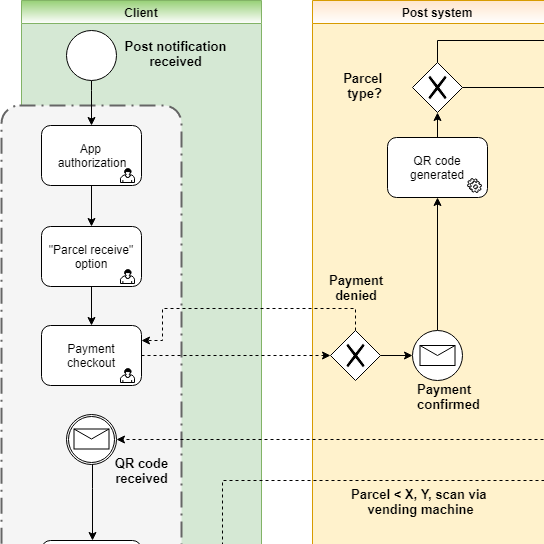 Client
Post system
Post notification
received
Parcel
type?
App
authorization
QR code
generated
"Parcel receive"
option
Payment
denied
Payment
checkout
Payment
confirmed
QR code
received
Parcel < X, Y, scan via
vending machine